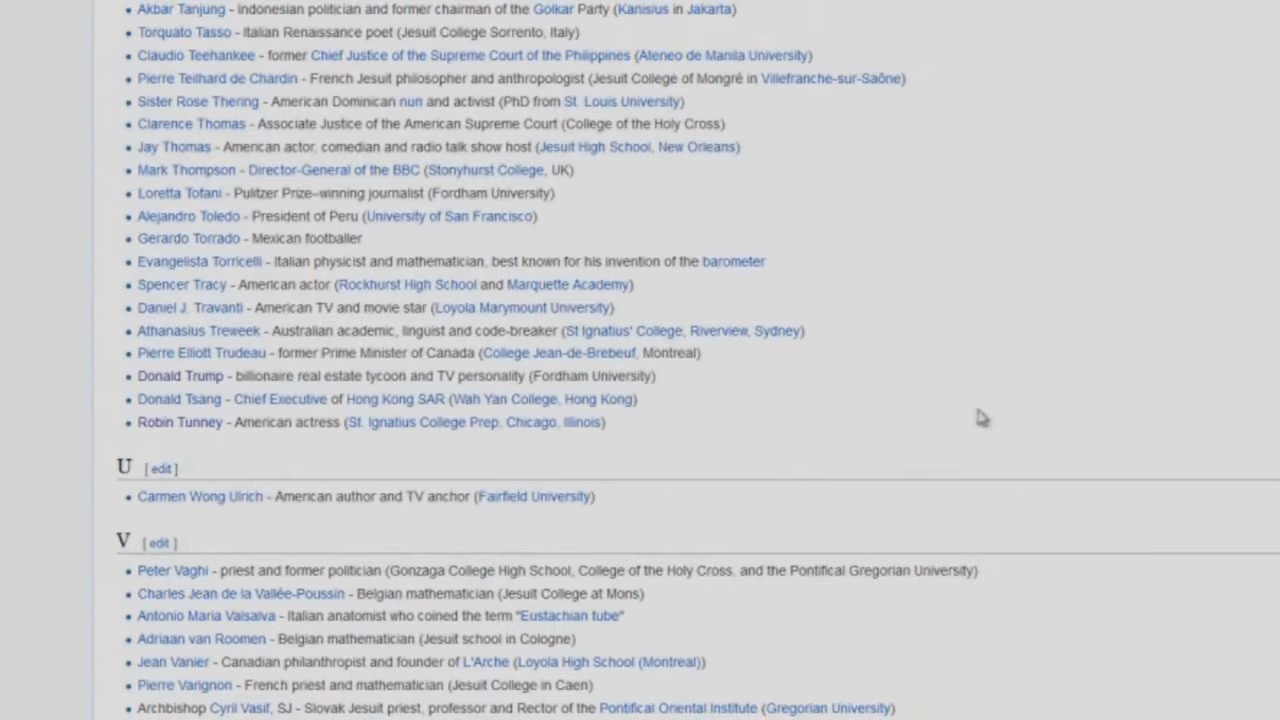 Akbar Tanjung - Indonesian politician and former chairman of the Golkar Party (Kanisius in Jakarta)
Torquato Tasso - Italian Renaissance poet (Jesuit College Sorrento, Italy)
Claudio Teehankee - former Chief Justice of the Supreme Court of the Philippines (Ateneo de Manila University)
Pierre Teilhard de Chardin - French Jesuit philosopher and anthropologist (Jesuit College of Mongré in Villefranche-sur-Saône)
Sister Rose Thering - American Dominican nun and activist (PhD from St. Louis University)
Clarence Thomas - Associate Justice of the American Supreme Court (College of the Holy Cross)
Jay Thomas - American actor, comedian and radio talk show host (Jesuit High School, New Orleans)
Mark Thompson - Director-General of the BBC (Stonyhurst College, UK)
Loretta Tofani - Pulitzer Prize–winning journalist (Fordham University)
Alejandro Toledo - President of Peru (University of San Francisco)
Gerardo Torrado - Mexican footballer
Evangelista Torricelli - Italian physicist and mathematician, best known for his invention of the barometer
Spencer Tracy - American actor (Rockhurst High School and Marquette Academy)
Daniel J. Travanti - American TV and movie star (Loyola Marymount University)
Athanasius Treweek - Australian academic, linguist and code-breaker (St Ignatius' College, Riverview, Sydney)
Pierre Elliott Trudeau - former Prime Minister of Canada (College Jean-de-Brebeuf, Montreal)
Donald Trump - billionaire real estate tycoon and TV personality (Fordham University)
Donald Tsang - Chief Executive of Hong Kong SAR (Wah Yan College, Hong Kong)
Robin Tunney - American actress (St. Ignatius College Prep, Chicago, Illinois)
U [edit]
Carmen Wong Ulrich - American author and TV anchor (Fairfield University)
V [edit]
Peter Vaghi - priest and former politician (Gonzaga College High School, College of the Holy Cross, and the Pontifical Gregorian University)
Charles Jean de la Vallée-Poussin - Belgian mathematician (Jesuit College at Mons)
Antonio Maria Valsalva - Italian anatomist who coined the term "Eustachian tube"
Adriaan van Roomen - Belgian mathematician (Jesuit school in Cologne)
Jean Vanier - Canadian philanthropist and founder of L'Arche (Loyola High School (Montreal))
Pierre Varignon - French priest and mathematician (Jesuit College in Caen)
Archbishop Cyril Vasiľ, SJ - Slovak Jesuit priest, professor and Rector of the Pontifical Oriental Institute (Gregorian University)